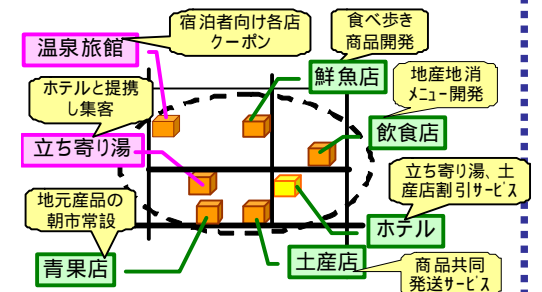 宿泊者向け各店
クーポン
食べ歩き
商品開発
温泉旅館
鮮魚店
地産地消
メニュー開発
ホテルと提携
し集客
飲食店
立ち寄り湯
立ち寄り湯、土
産店割引サービス
地元産品の
朝市常設
ホテル
青果店
土産店
商品共同
発送サービス